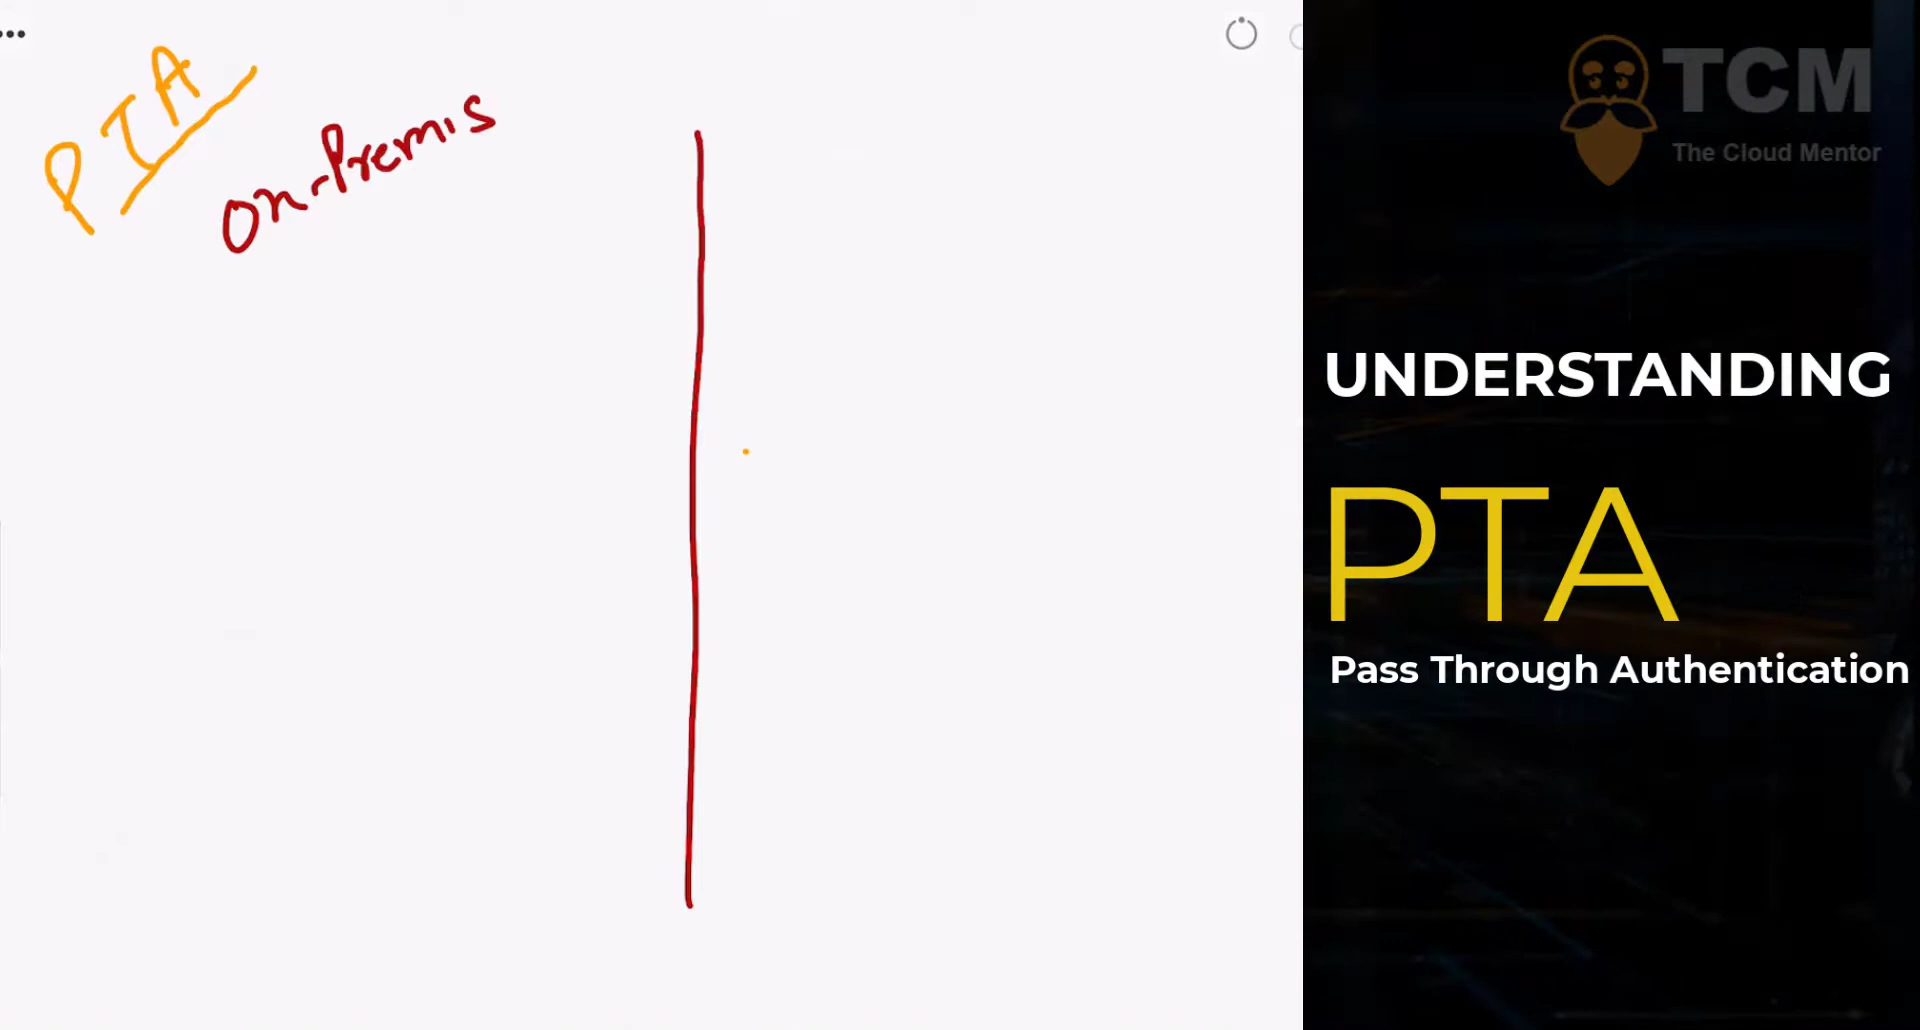 PTA
On-Premis
TCM
The Cloud Mentor
UNDERSTANDING
PTA
Pass Through Authentication